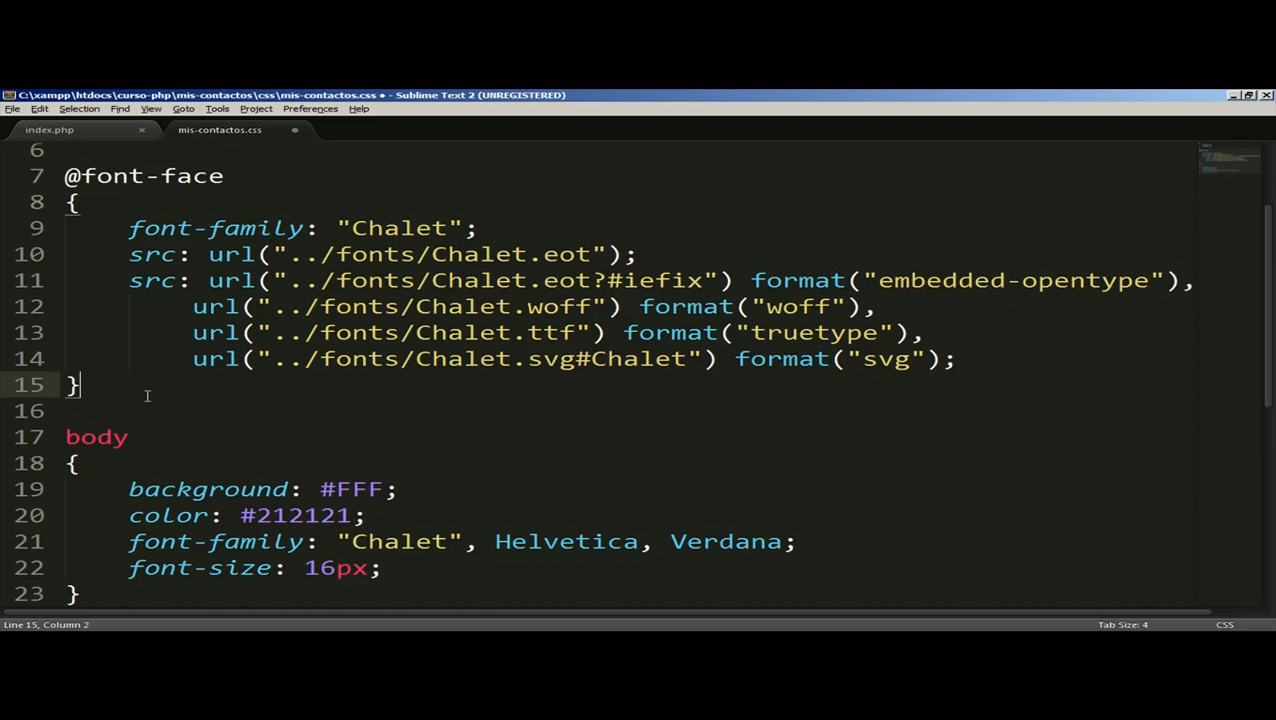 C:\xampp\htdocs\curso-php\mis-contactos\css\mis-contactos.css • - Sublime Text 2 (UNREGISTERED)
File Edit Selection Find View Goto Tools Project Preferences Help
index.php × mis-contactos.css
6
7 @font-face
8 {
9 font-family: "Chalet";
10 src: url("../fonts/Chalet.eot");
11 src: url("../fonts/Chalet.eot?#iefix") format("embedded-opentype"),
12 url("../fonts/Chalet.woff") format("woff"),
13 url("../fonts/Chalet.ttf") format("truetype"),
14 url("../fonts/Chalet.svg#Chalet") format("svg");
15 }
16
17 body
18 {
19 background: #FFF;
20 color: #212121;
21 font-family: "Chalet", Helvetica, Verdana;
22 font-size: 16px;
23 }
Line 15, Column 2 Tab Size: 4 CSS